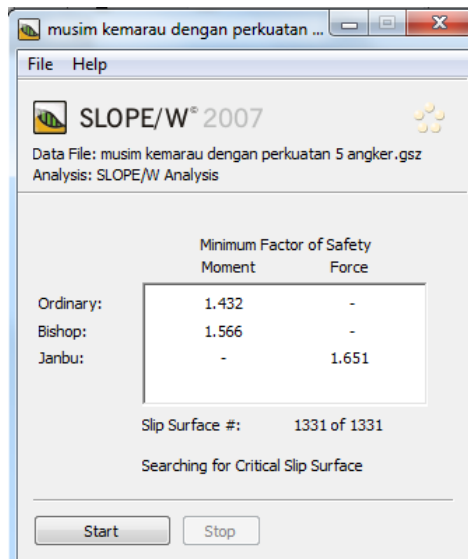 musim kemarau dengan perkuatan ...
File Help
SLOPE/W® 2007
Data File: musim kemarau dengan perkuatan 5 angker.gsz
Analysis: SLOPE/W Analysis
Minimum Factor of Safety
Moment Force
Ordinary: 1.432 -
Bishop: 1.566 -
Janbu: - 1.651
Slip Surface #: 1331 of 1331
Searching for Critical Slip Surface
Start Stop